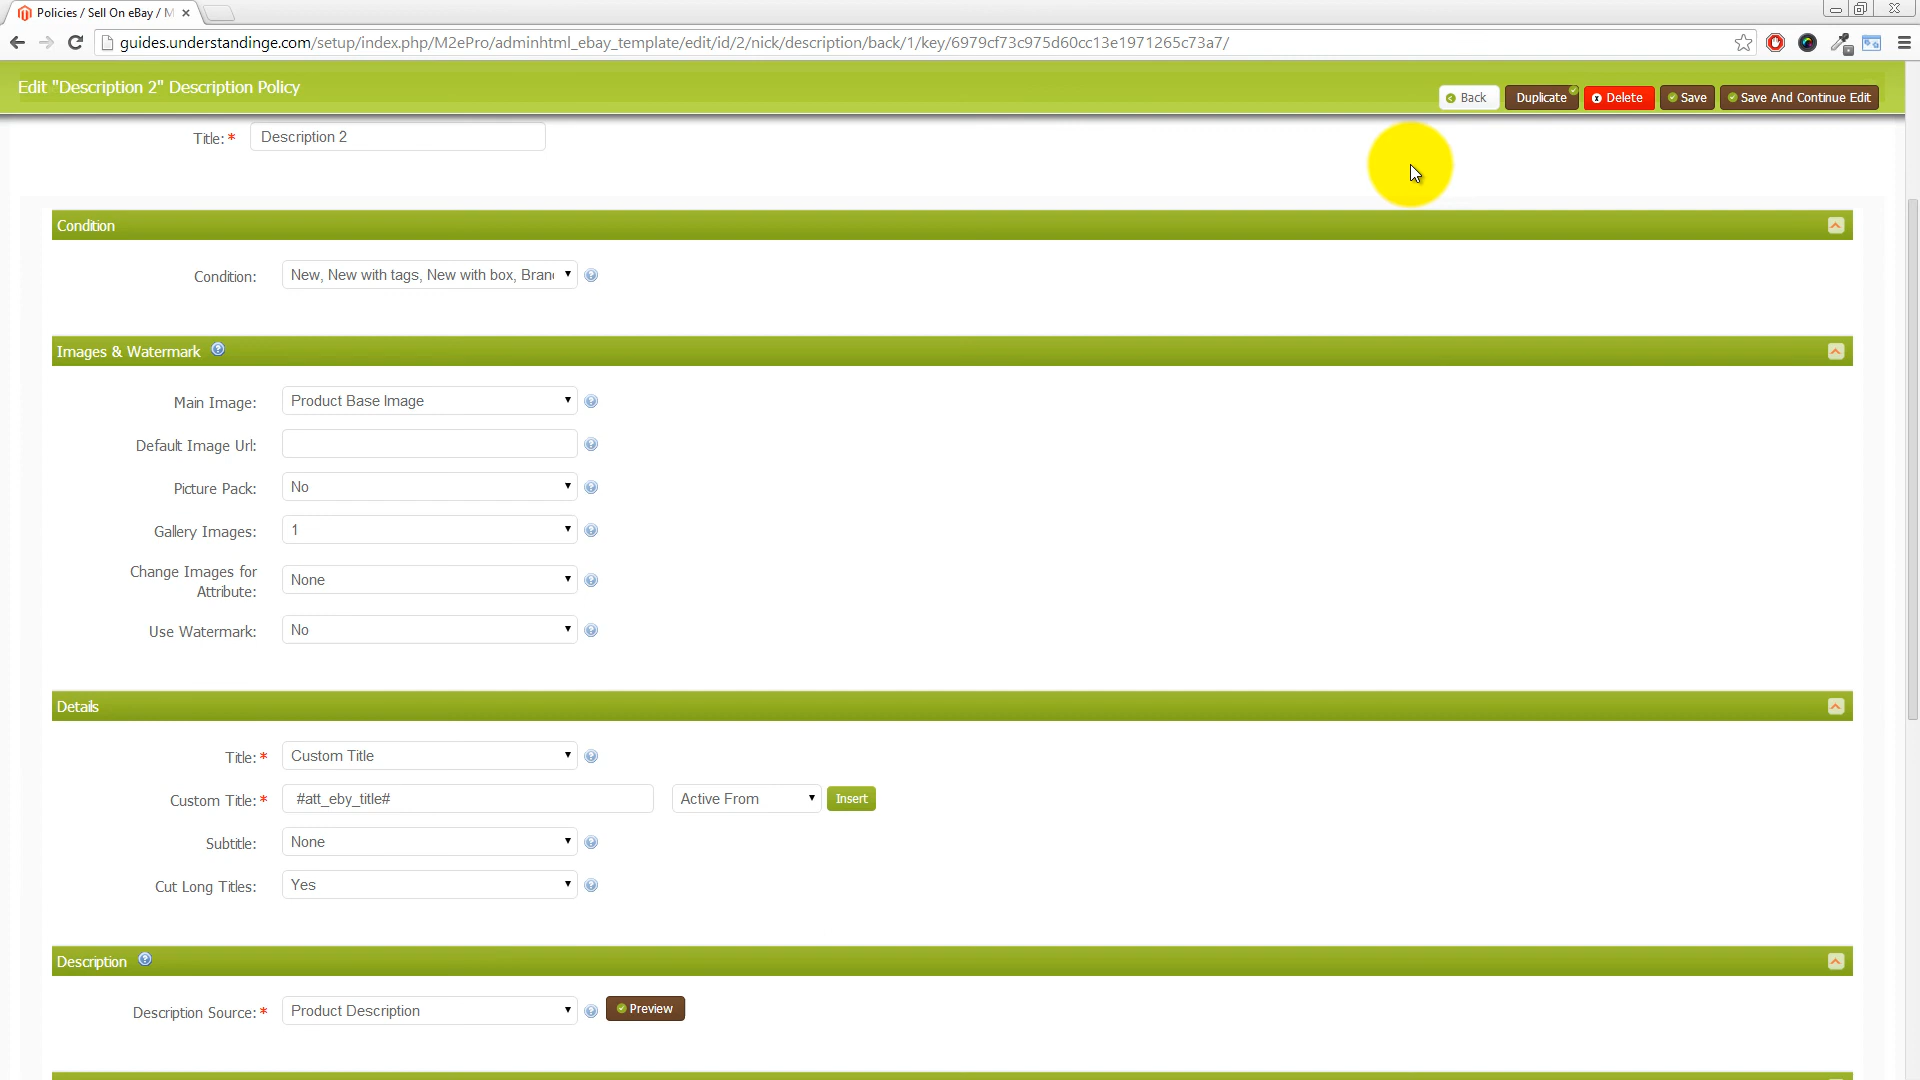 Policies / Sell On eBay / M
guides.understandinge.com/setup/index.php/M2ePro/adminhtml_ebay_template/edit/id/2/nick/description/back/1/key/6979cf73c975d60cc13e1971265c73a7/
Edit "Description 2" Description Policy
Back Duplicate Delete Save Save And Continue Edit
Title: * Description 2
Condition
Condition: New, New with tags, New with box, Bran
Images & Watermark
Main Image: Product Base Image
Default Image Url:
Picture Pack: No
Gallery Images: 1
Change Images for
Attribute: None
Use Watermark: No
Details
Title: * Custom Title
Custom Title: * #att_eby_title# Active From Insert
Subtitle: None
Cut Long Titles: Yes
Description
Description Source: * Product Description Preview